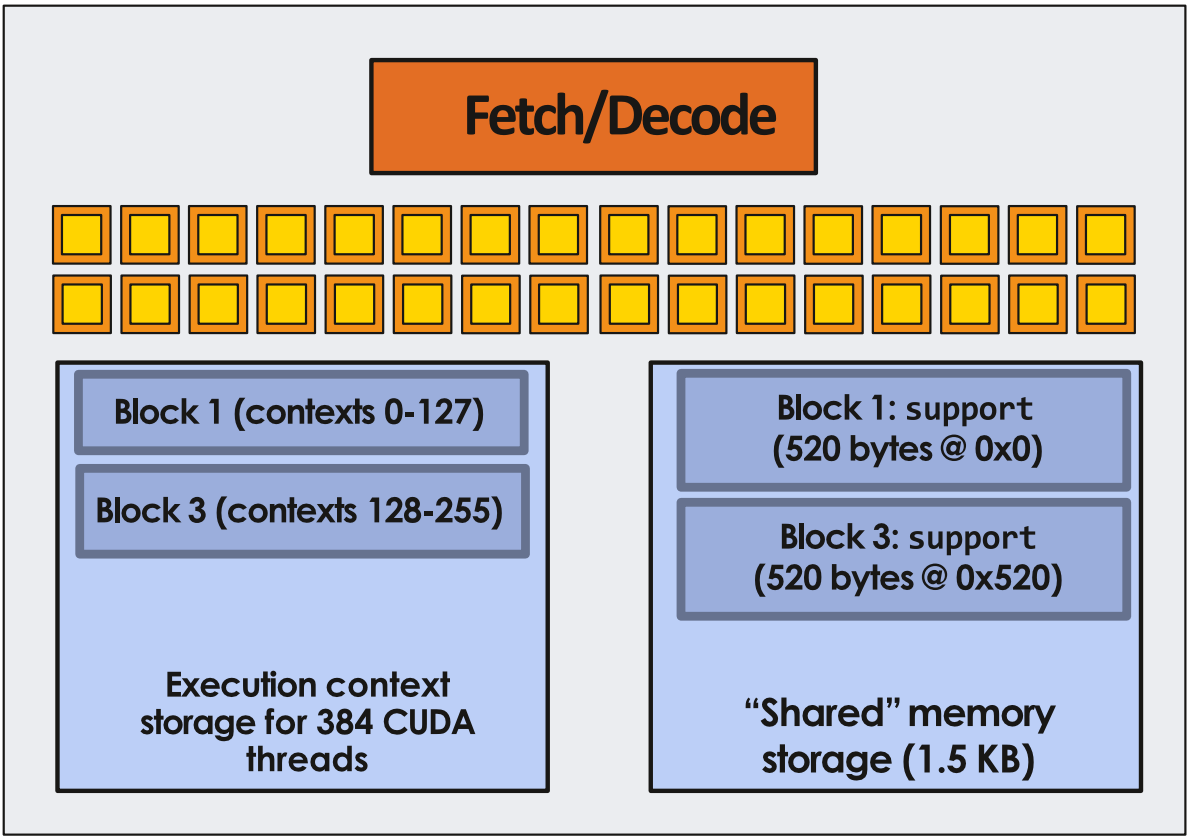 Fetch/Decode
Block 1 (contexts 0-127)
Block 3 (contexts 128-255)
Execution context
storage for 384 CUDA
threads
Block 1: support
(520 bytes @ 0x0)
Block 3: support
(520 bytes @ 0x520)
“Shared” memory
storage (1.5 KB)